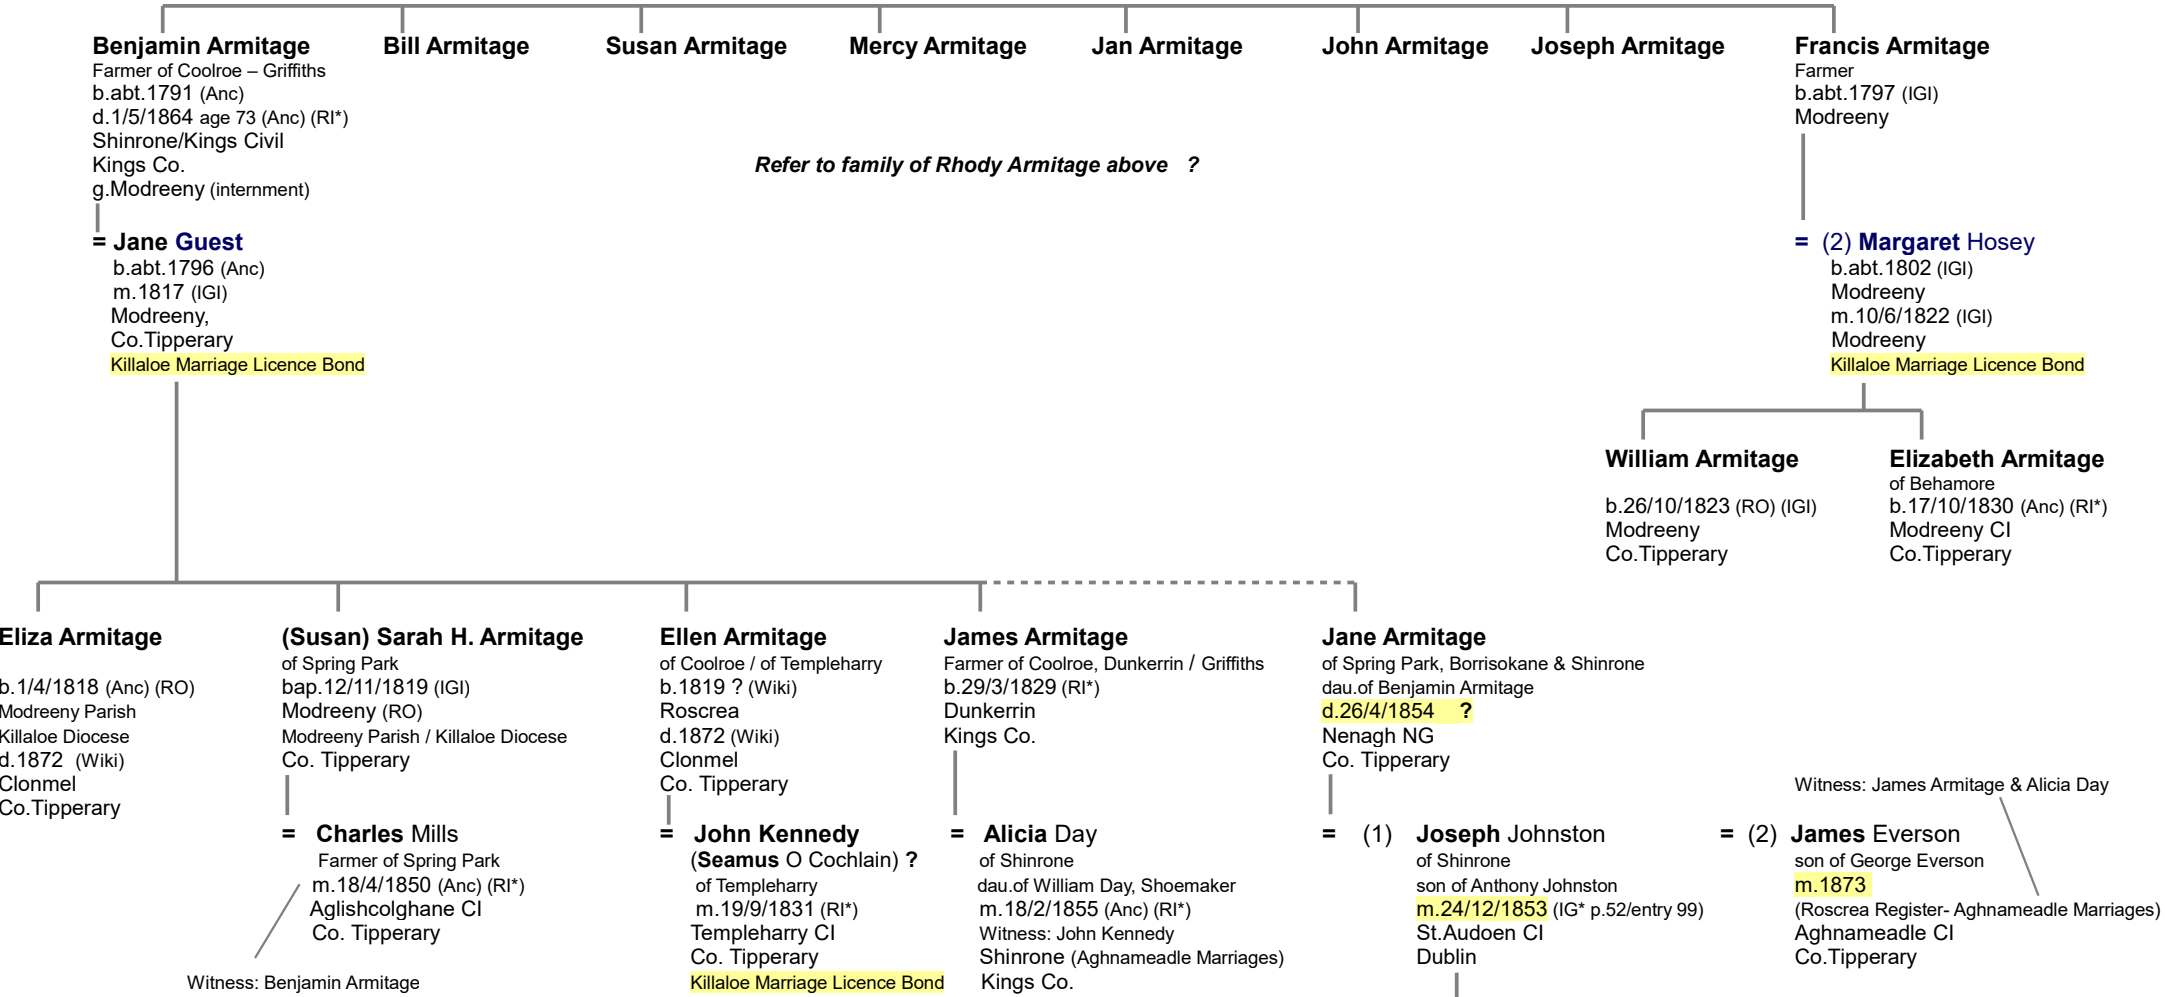 Benjamin Armitage
Farmer of Coolroe – Griffiths
b.abt.1791 (Anc)
d.1/5/1864 age 73 (Anc) (RI*)
Shinrone/Kings Civil
Kings Co.
g.Modreeny (internment)
= Jane Guest
b.abt.1796 (Anc)
m.1817 (IGI)
Modreeny,
Co.Tipperary
Killaloe Marriage Licence Bond
Bill Armitage
Susan Armitage
Mercy Armitage
Jan Armitage
John Armitage
Joseph Armitage
Francis Armitage
Farmer
b.abt.1797 (IGI)
Modreeny
Refer to family of Rhody Armitage above ?
= (2) Margaret Hosey
b.abt.1802 (IGI)
Modreeny
m.10/6/1822 (IGI)
Modreeny
Killaloe Marriage Licence Bond
William Armitage
b.26/10/1823 (RO) (IGI)
Modreeny
Co.Tipperary
Elizabeth Armitage
of Behamore
b.17/10/1830 (Anc) (RI*)
Modreeny CI
Co.Tipperary
Eliza Armitage
b.1/4/1818 (Anc) (RO)
Modreeny Parish
Killaloe Diocese
d.1872 (Wiki)
Clonmel
Co.Tipperary
(Susan) Sarah H. Armitage
of Spring Park
bap.12/11/1819 (IGI)
Modreeny (RO)
Modreeny Parish / Killaloe Diocese
Co. Tipperary
= Charles Mills
Farmer of Spring Park
m.18/4/1850 (Anc) (RI*)
Aglishcolghane CI
Co. Tipperary
Witness: Benjamin Armitage
Ellen Armitage
of Coolroe / of Templeharry
b.1819 ? (Wiki)
Roscrea
d.1872 (Wiki)
Clonmel
Co. Tipperary
= John Kennedy
(Seamus O Cochlain) ?
of Templeharry
m.19/9/1831 (RI*)
Templeharry CI
Co. Tipperary
Killaloe Marriage Licence Bond
James Armitage
Farmer of Coolroe, Dunkerrin / Griffiths
b.29/3/1829 (RI*)
Dunkerrin
Kings Co.
= Alicia Day
of Shinrone
dau.of William Day, Shoemaker
m.18/2/1855 (Anc) (RI*)
Witness: John Kennedy
Shinrone (Aghnameadle Marriages)
Kings Co.
Jane Armitage
of Spring Park, Borrisokane & Shinrone
dau.of Benjamin Armitage
d.26/4/1854 ?
Nenagh NG
Co. Tipperary
= (1) Joseph Johnston
of Shinrone
son of Anthony Johnston
m.24/12/1853 (IG* p.52/entry 99)
St.Audoen CI
Dublin
Witness: James Armitage & Alicia Day
= (2) James Everson
son of George Everson
m.1873
(Roscrea Register- Aghnameadle Marriages)
Aghnameadle CI
Co.Tipperary